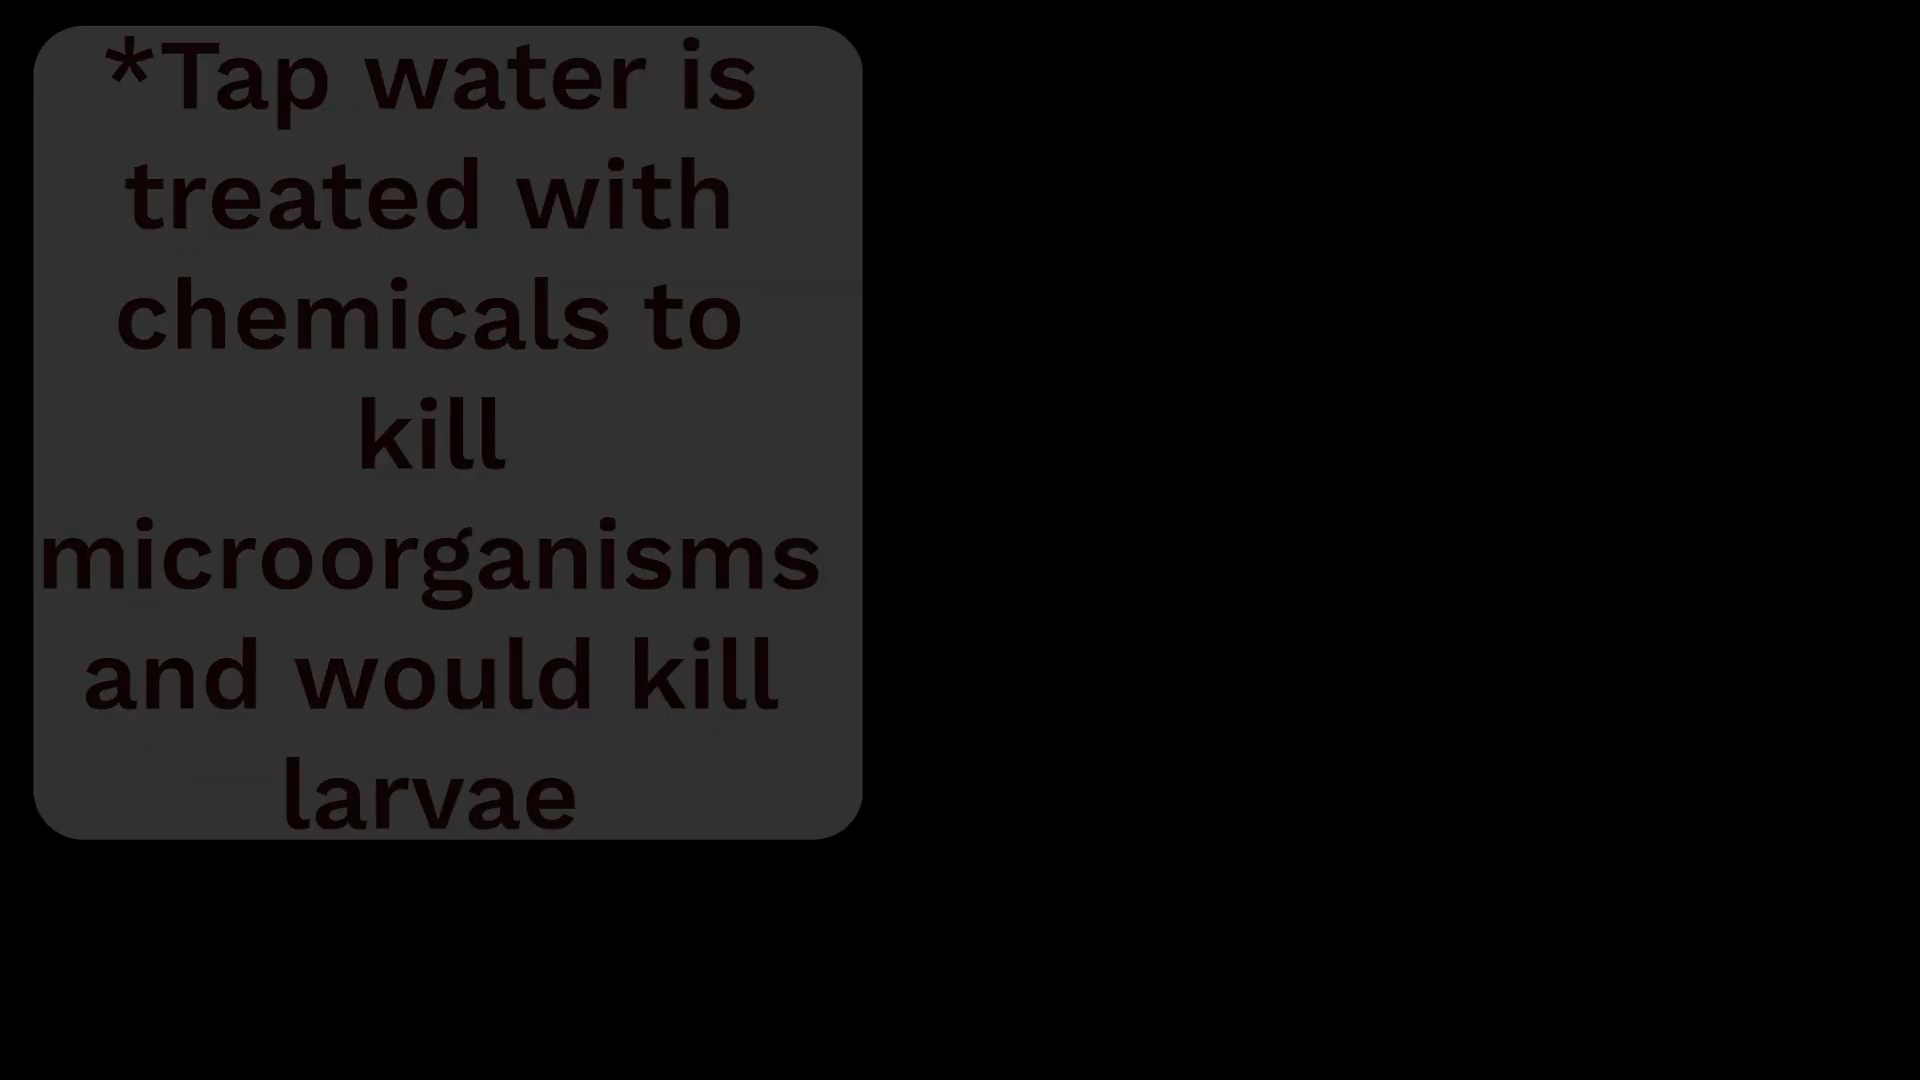 *Tap water is
treated with
chemicals to
kill
microorganisms
and would kill
larvae